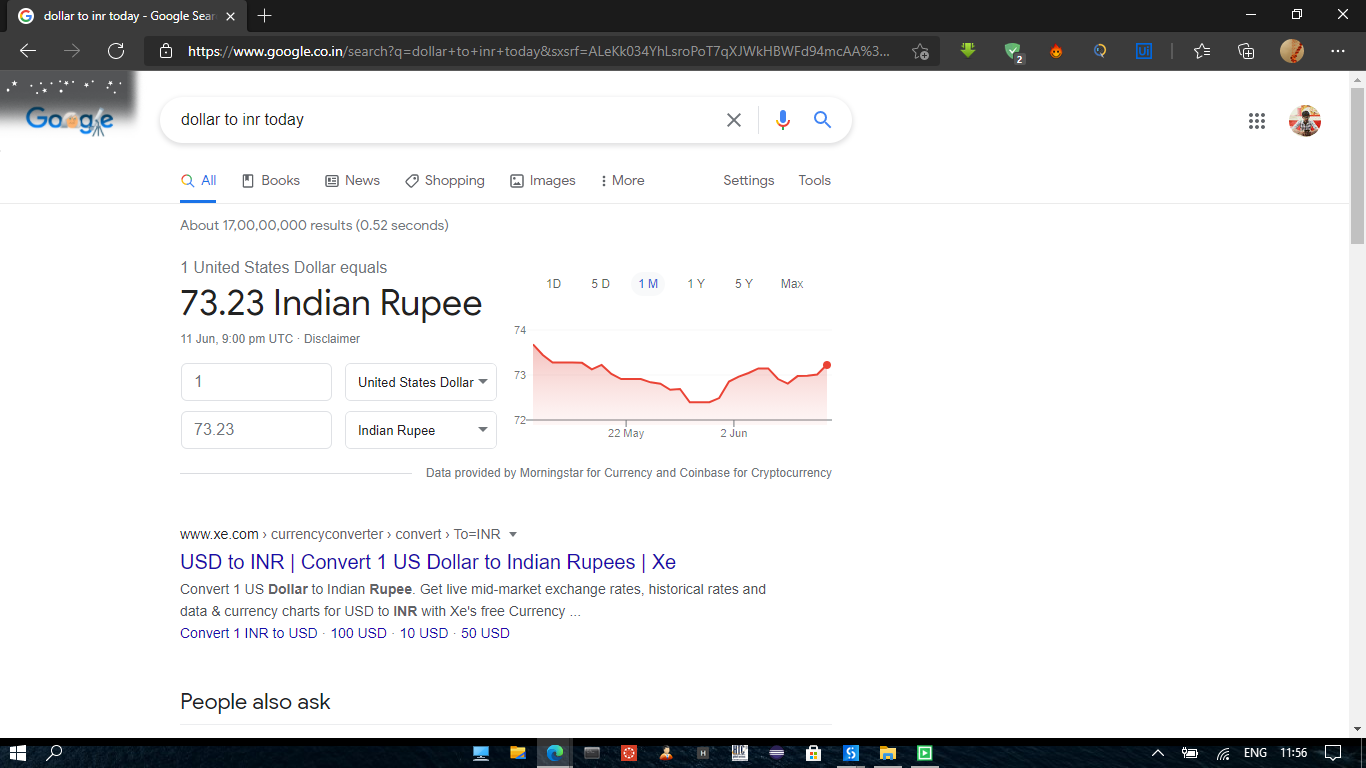 dollar to inr today - Google Sear
https://www.google.co.in/search?q=dollar+to+inr+today&sxsrf=ALeKk034YhLsroPoT7qXJWkHBWFd94mcAA%3...
2
Ui
Google
dollar to inr today
All Books News Shopping Images More Settings Tools
About 17,00,00,000 results (0.52 seconds)
1 United States Dollar equals
73.23 Indian Rupee
11 Jun, 9:00 pm UTC · Disclaimer
1 United States Dollar
73.23 Indian Rupee
1D 5 D 1 M 1 Y 5 Y Max
74
73
72
22 May 2 Jun
Data provided by Morningstar for Currency and Coinbase for Cryptocurrency
www.xe.com › currencyconverter › convert › To=INR
USD to INR | Convert 1 US Dollar to Indian Rupees | Xe
Convert 1 US Dollar to Indian Rupee. Get live mid-market exchange rates, historical rates and
data & currency charts for USD to INR with Xe's free Currency ...
Convert 1 INR to USD · 100 USD · 10 USD · 50 USD
People also ask
H
S
ENG 11:56